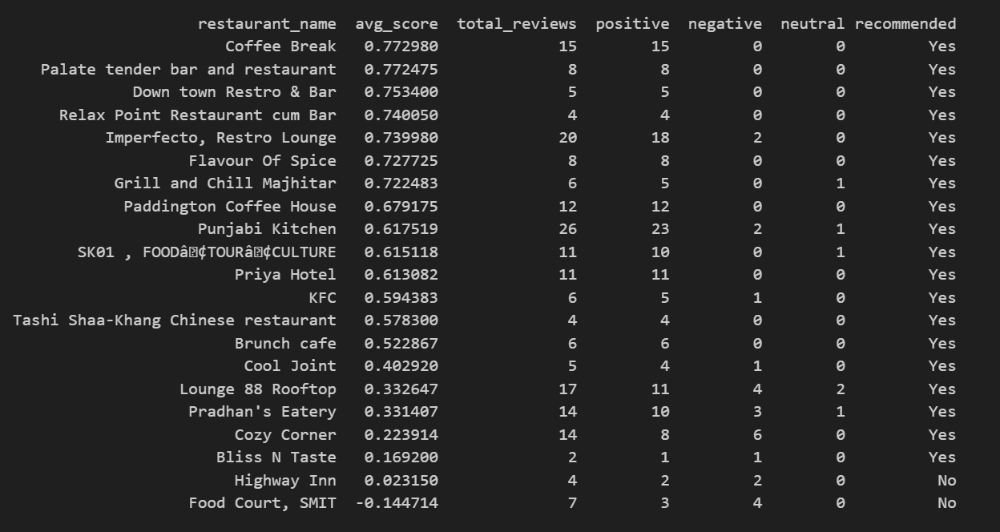 restaurant_name avg_score total_reviews positive negative neutral recommended
Coffee Break 0.772980 15 15 0 0 Yes
Palate tender bar and restaurant 0.772475 8 8 0 0 Yes
Down town Restro & Bar 0.753400 5 5 0 0 Yes
Relax Point Restaurant cum Bar 0.740050 4 4 0 0 Yes
Imperfecto, Restro Lounge 0.739980 20 18 2 0 Yes
Flavour Of Spice 0.727725 8 8 0 0 Yes
Grill and Chill Majhitar 0.722483 6 5 0 1 Yes
Paddington Coffee House 0.679175 12 12 0 0 Yes
Punjabi Kitchen 0.617519 26 23 2 1 Yes
SK01 , FOODâ¢TOURâ¢CULTURE 0.615118 11 10 0 1 Yes
Priya Hotel 0.613082 11 11 0 0 Yes
KFC 0.594383 6 5 1 0 Yes
Tashi Shaa-Khang Chinese restaurant 0.578300 4 4 0 0 Yes
Brunch cafe 0.522867 6 6 0 0 Yes
Cool Joint 0.402920 5 4 1 0 Yes
Lounge 88 Rooftop 0.332647 17 11 4 2 Yes
Pradhan's Eatery 0.331407 14 10 3 1 Yes
Cozy Corner 0.223914 14 8 6 0 Yes
Bliss N Taste 0.169200 2 1 1 0 Yes
Highway Inn 0.023150 4 2 2 0 No
Food Court, SMIT -0.144714 7 3 4 0 No